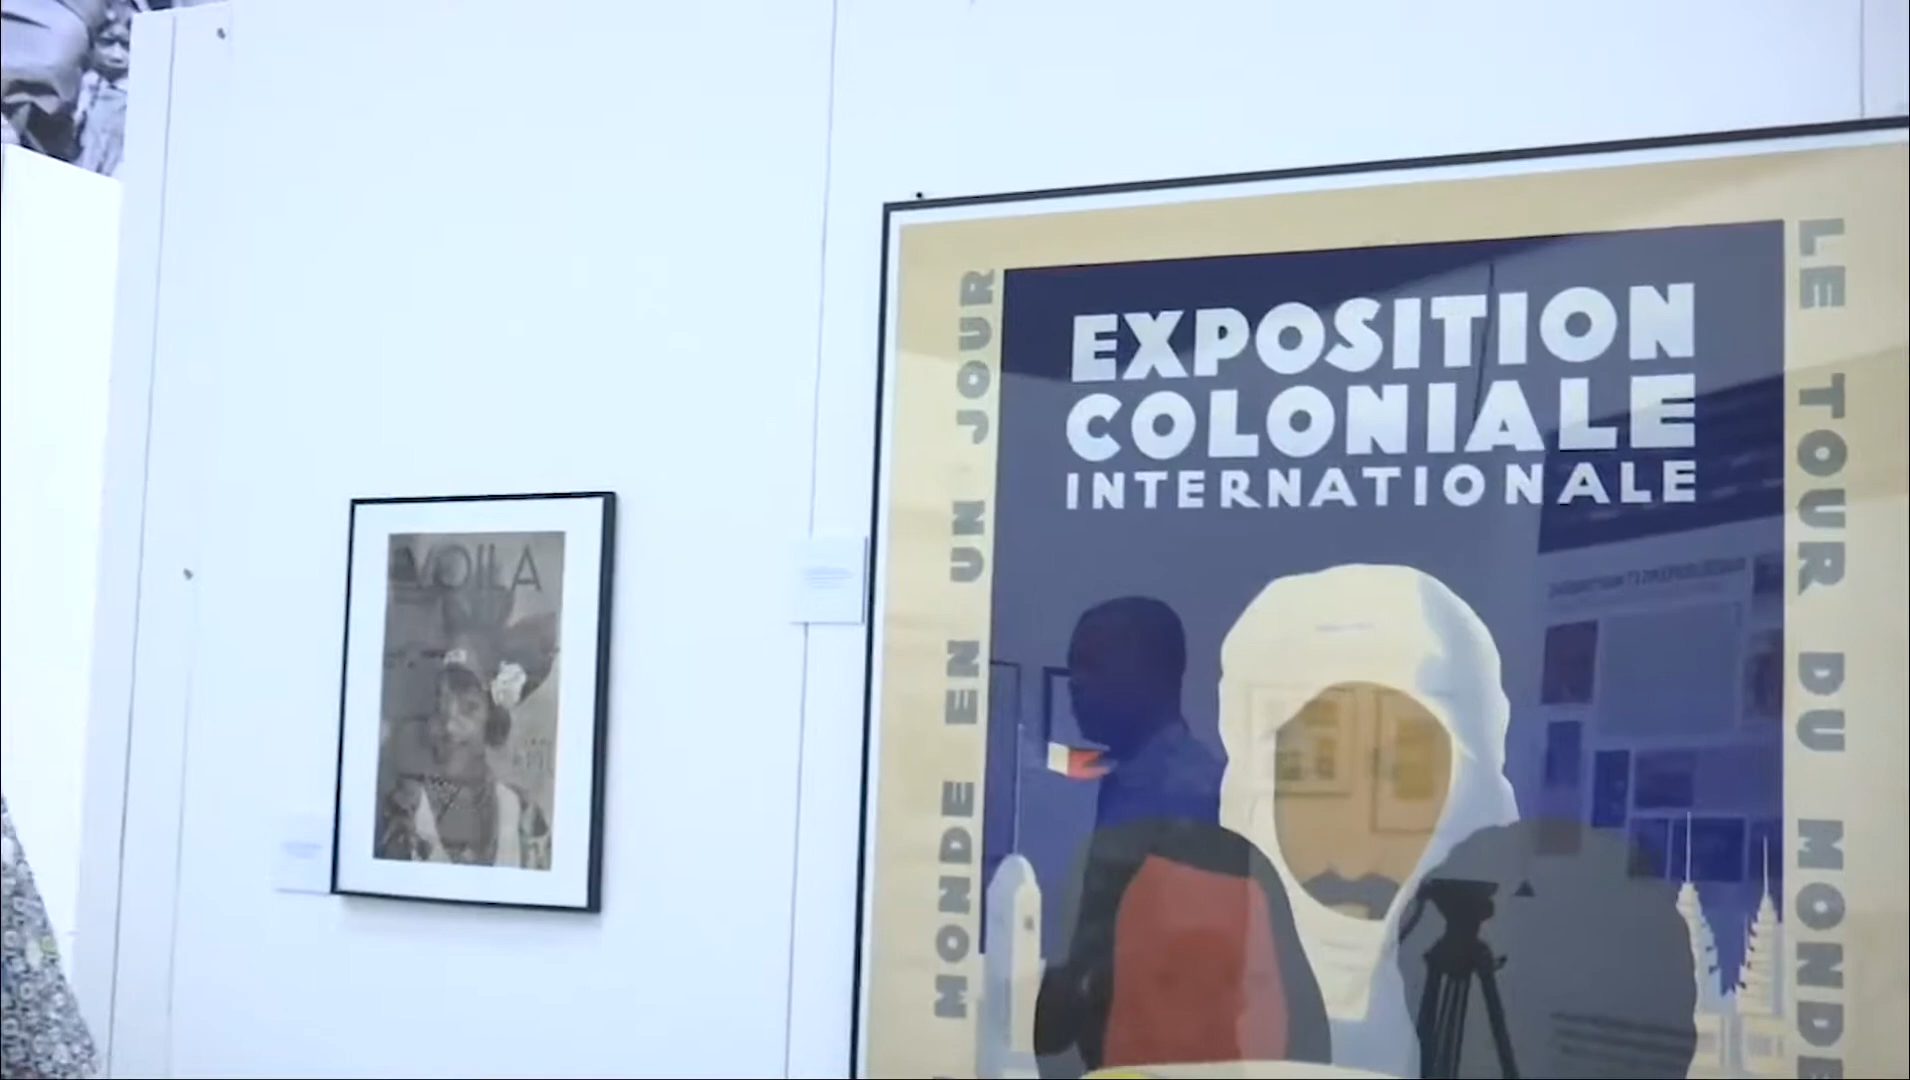 VOILA
EXPOSITION
COLONIALE
INTERNATIONALE
MONDE EN UN JOUR
LE TOUR DU MONDE